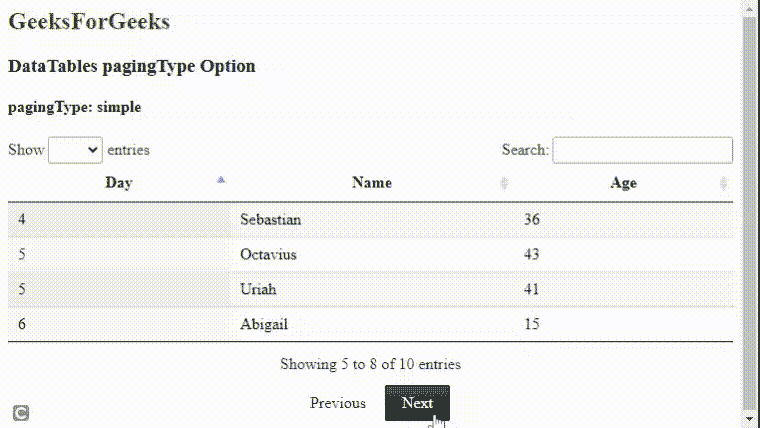 GeeksForGeeks
DataTables pagingType Option
pagingType: simple
Show entries Search:
Day Name Age
4 Sebastian 36
5 Octavius 43
5 Uriah 41
6 Abigail 15
Showing 5 to 8 of 10 entries
Previous Next
C